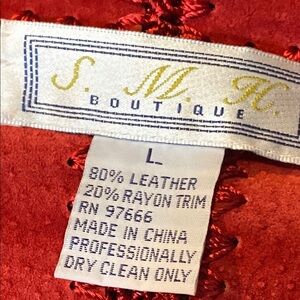 S. M. H.
BOUTIQUE
L
80% LEATHER
20% RAYON TRIM
RN 97666
MADE IN CHINA
PROFESSIONALLY
DRY CLEAN ONLY